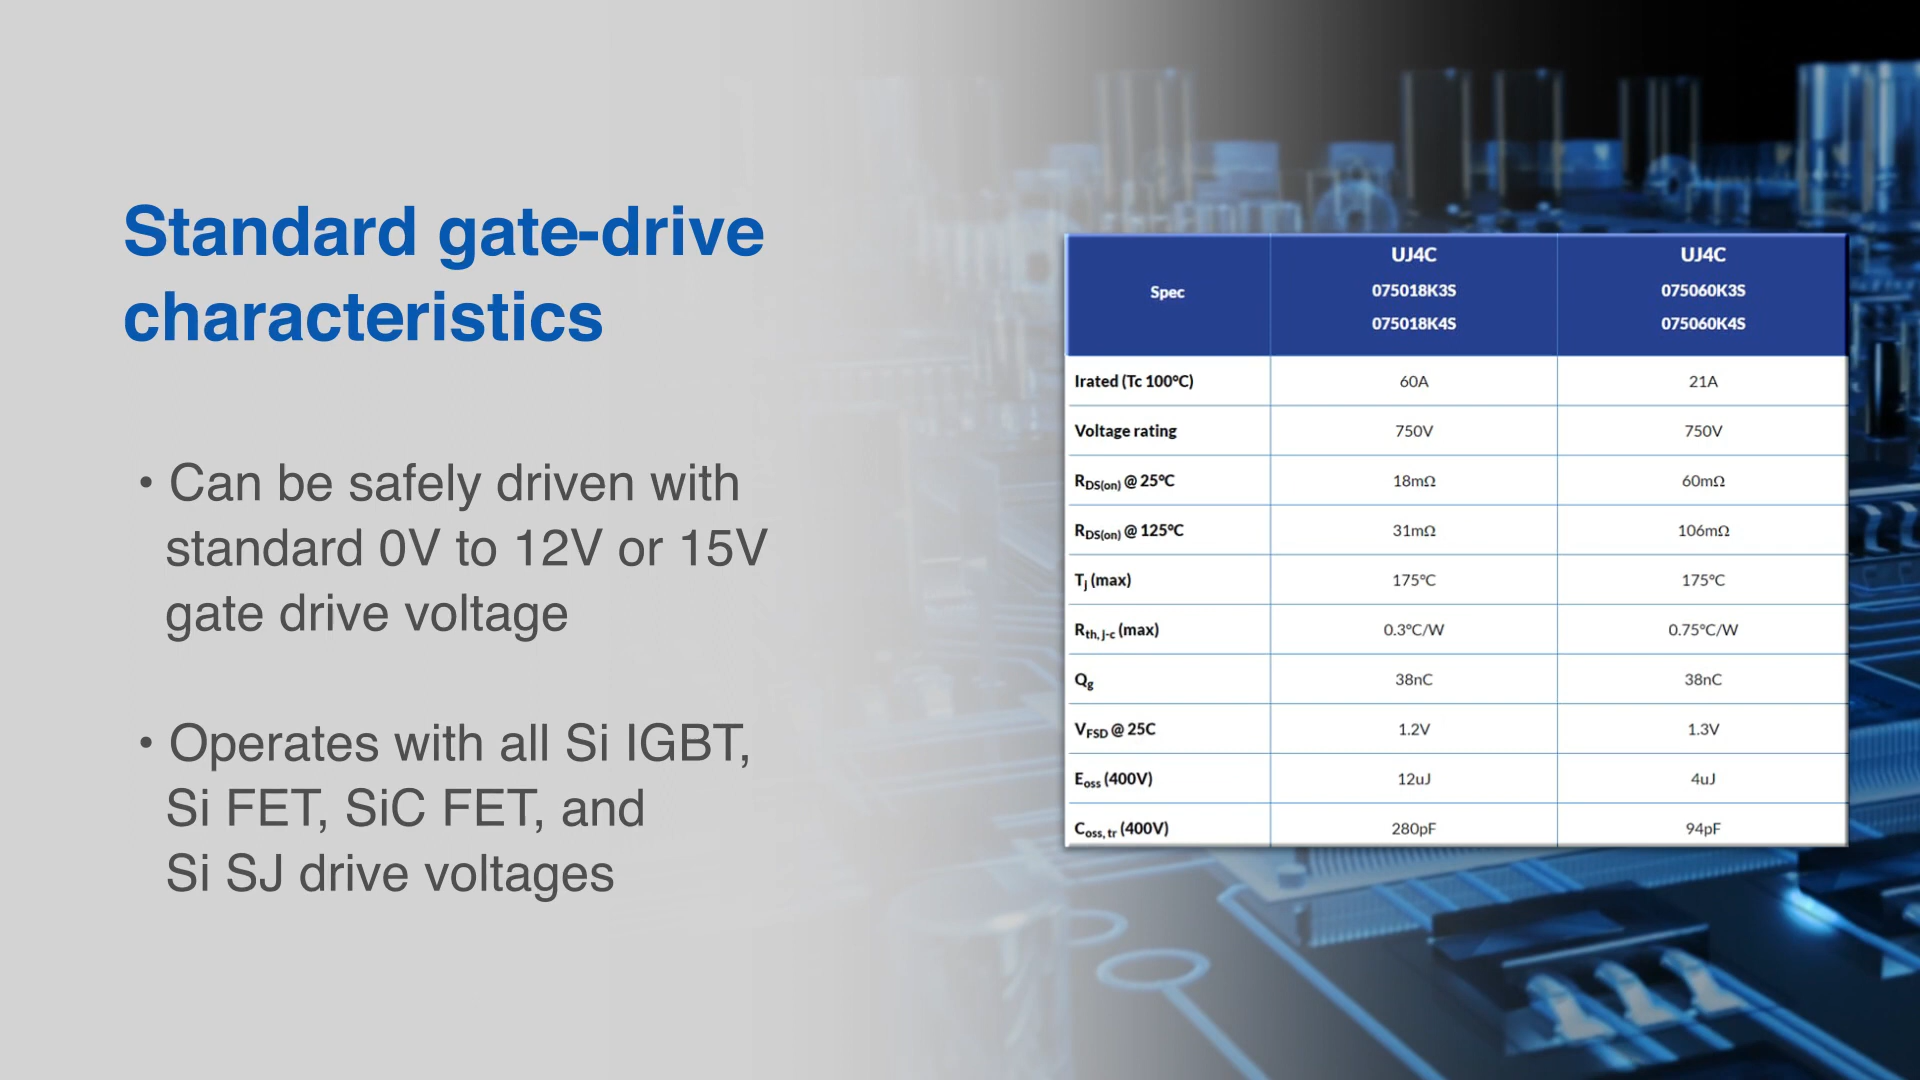 Standard gate-drive
characteristics
• Can be safely driven with
standard 0V to 12V or 15V
gate drive voltage
• Operates with all Si IGBT,
Si FET, SiC FET, and
Si SJ drive voltages
Spec
UJ4C
075018K3S
075018K4S
UJ4C
075060K3S
075060K4S
Irated (Tc 100°C) 60A 21A
Voltage rating 750V 750V
RDS(on) @ 25°C 18mΩ 60mΩ
RDS(on) @ 125°C 31mΩ 106mΩ
Tj (max) 175°C 175°C
Rth, j-c (max) 0.3°C/W 0.75°C/W
Qg 38nC 38nC
VFSD @ 25C 1.2V 1.3V
Eoss (400V) 12uJ 4uJ
Coss, tr (400V) 280pF 94pF